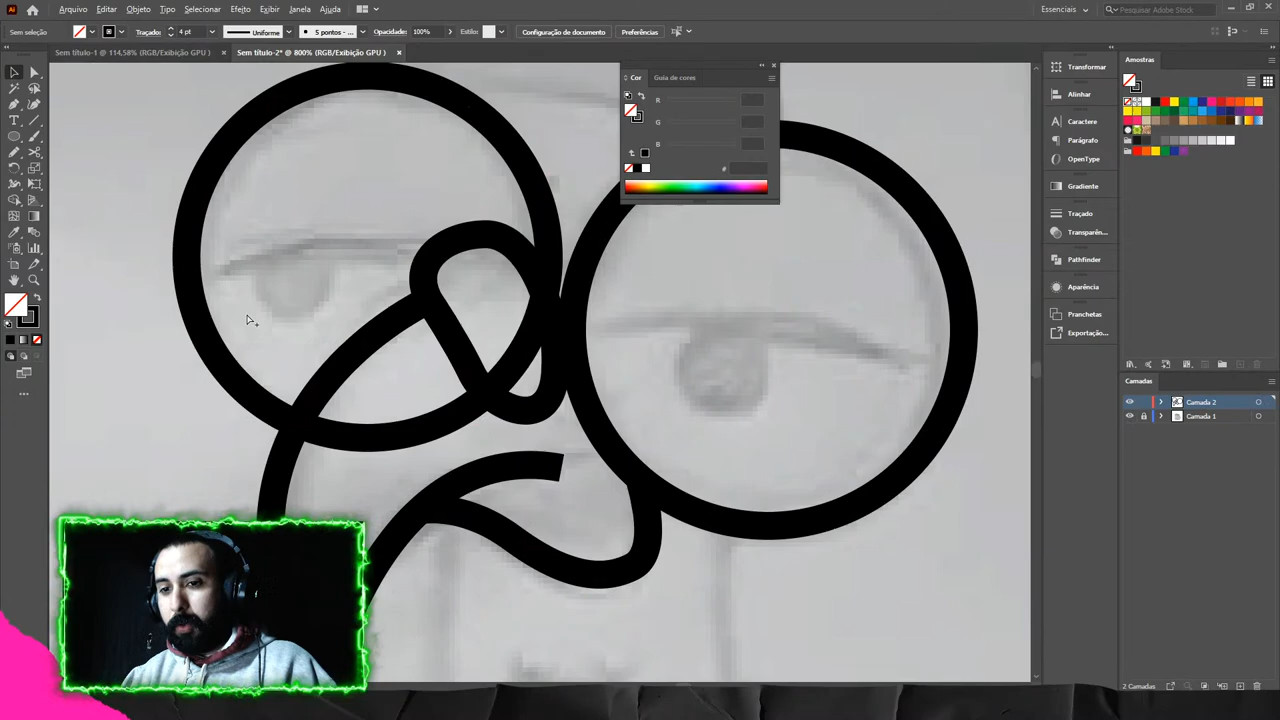 Ai
Arquivo Editar Objeto Tipo Selecionar Efeito Exibir Janela Ajuda
Essenciais
Pesquisar Adobe Stock
Sem seleção
Traçado: 4 pt
Uniforme
5 pontos - ...
Opacidade: 100%
Estilo:
Configuração de documento
Preferências
Sem título-1 @ 114,58% (RGB/Exibição GPU ) ×
Sem título-2* @ 800% (RGB/Exibição GPU ) ×
Cor Guia de cores
R
G
B
#
Transformar
Alinhar
Caractere
Parágrafo
OpenType
Gradiente
Traçado
Transparên...
Pathfinder
Aparência
Pranchetas
Exportação...
Amostras
Camadas
Camada 2
Camada 1
2 Camadas